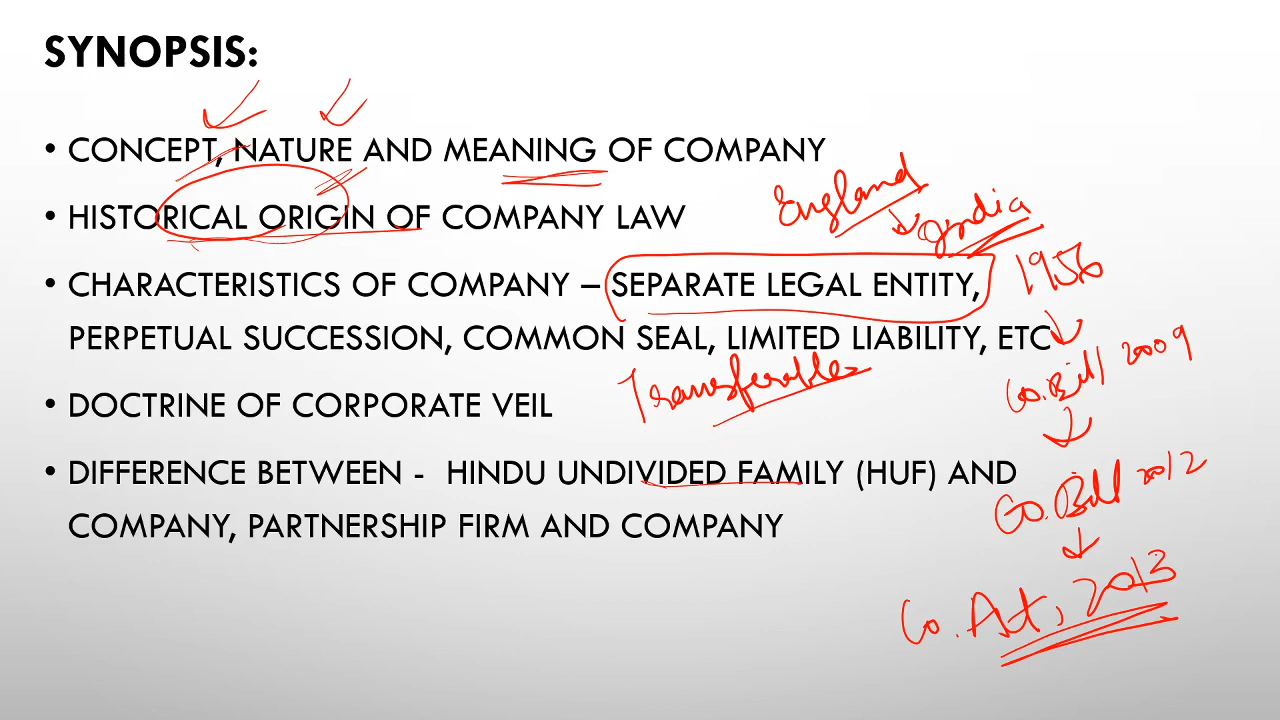 SYNOPSIS:
• CONCEPT, NATURE AND MEANING OF COMPANY
• HISTORICAL ORIGIN OF COMPANY LAW
England
India
• CHARACTERISTICS OF COMPANY – SEPARATE LEGAL ENTITY,
1956
PERPETUAL SUCCESSION, COMMON SEAL, LIMITED LIABILITY, ETC
Transferable
Co. Bill 2009
• DOCTRINE OF CORPORATE VEIL
• DIFFERENCE BETWEEN - HINDU UNDIVIDED FAMILY (HUF) AND
Co. Bill 2012
COMPANY, PARTNERSHIP FIRM AND COMPANY
Co. Act, 2013